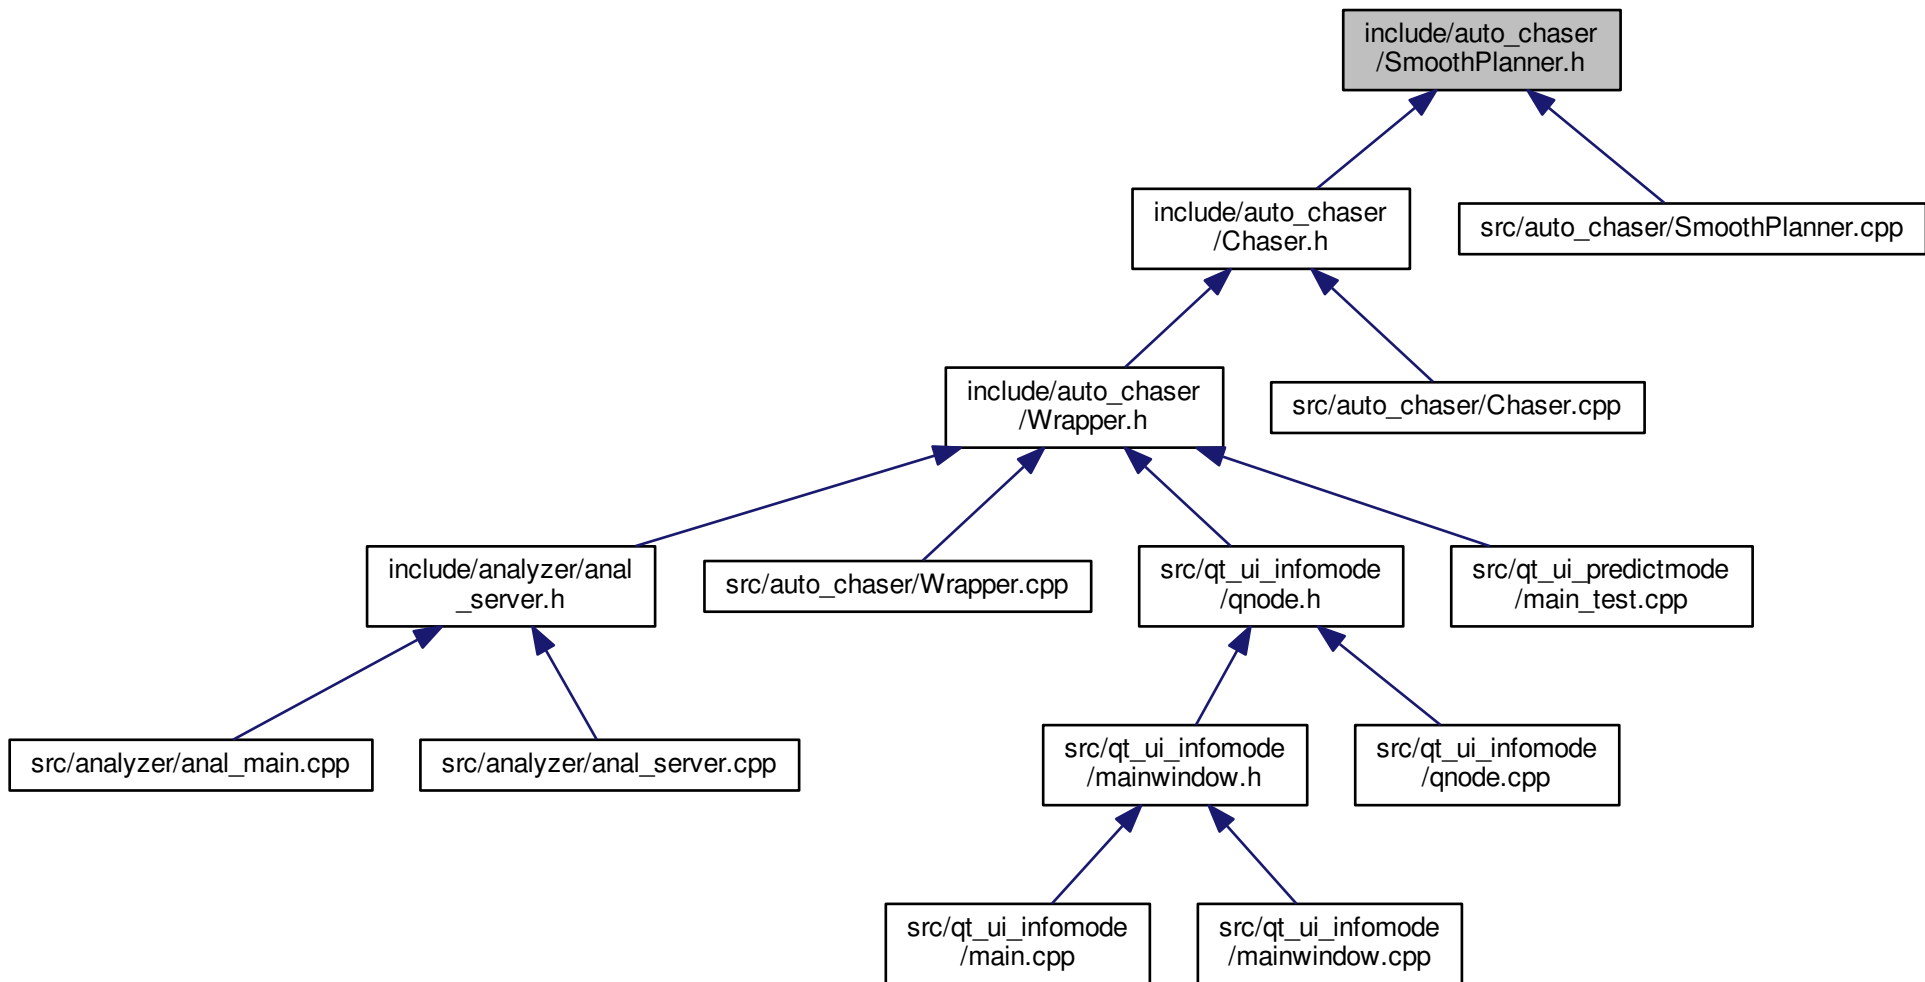 include/auto_chaser
/SmoothPlanner.h
include/auto_chaser
/Chaser.h
src/auto_chaser/SmoothPlanner.cpp
include/auto_chaser
/Wrapper.h
src/auto_chaser/Chaser.cpp
include/analyzer/anal
_server.h
src/auto_chaser/Wrapper.cpp
src/qt_ui_infomode
/qnode.h
src/qt_ui_predictmode
/main_test.cpp
src/analyzer/anal_main.cpp
src/analyzer/anal_server.cpp
src/qt_ui_infomode
/mainwindow.h
src/qt_ui_infomode
/qnode.cpp
src/qt_ui_infomode
/main.cpp
src/qt_ui_infomode
/mainwindow.cpp